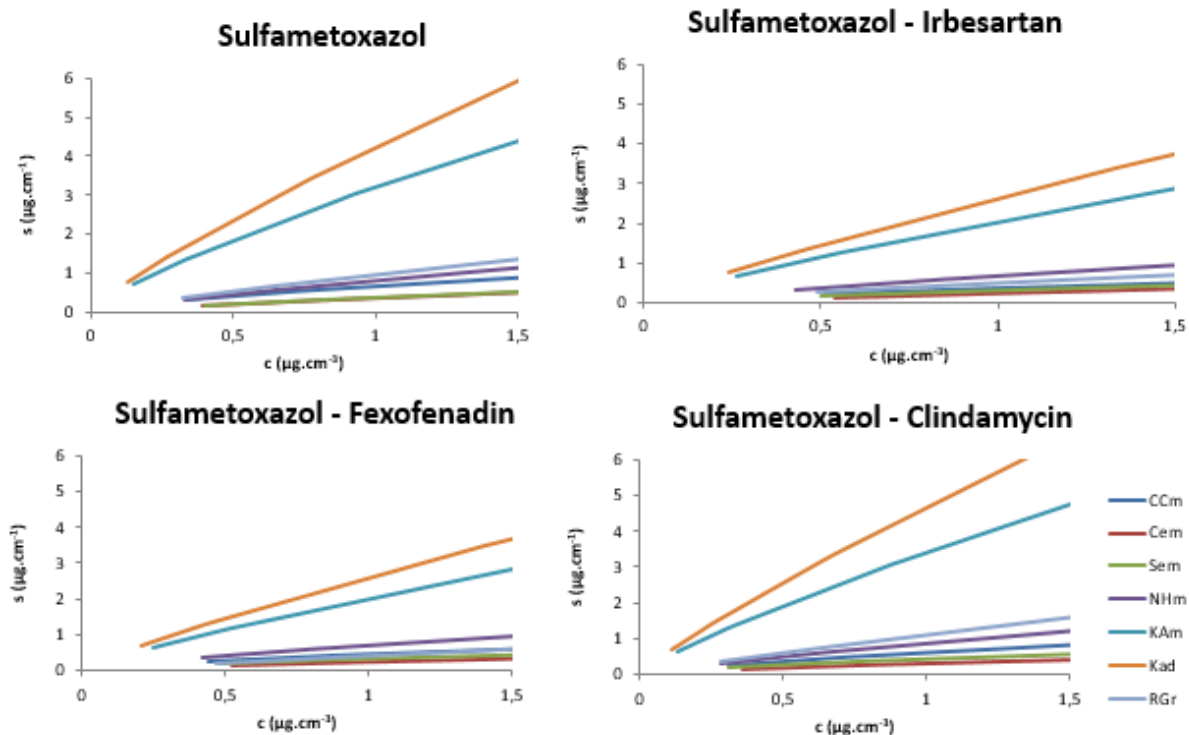 Sulfametoxazol
6
5
4
3
2
1
0
s (µg.cm⁻¹)
0
0,5
1
1,5
c (µg.cm⁻³)
Sulfametoxazol - Irbesartan
6
5
4
3
2
1
0
s (µg.cm⁻¹)
0
0,5
1
1,5
c (µg.cm⁻³)
Sulfametoxazol - Fexofenadin
6
5
4
3
2
1
0
s (µg.cm⁻¹)
0
0,5
1
1,5
c (µg.cm⁻³)
Sulfametoxazol - Clindamycin
6
5
4
3
2
1
0
s (µg.cm⁻¹)
0
0,5
1
1,5
c (µg.cm⁻³)
CCm
Cem
Sem
NHm
KAm
Kad
RGr